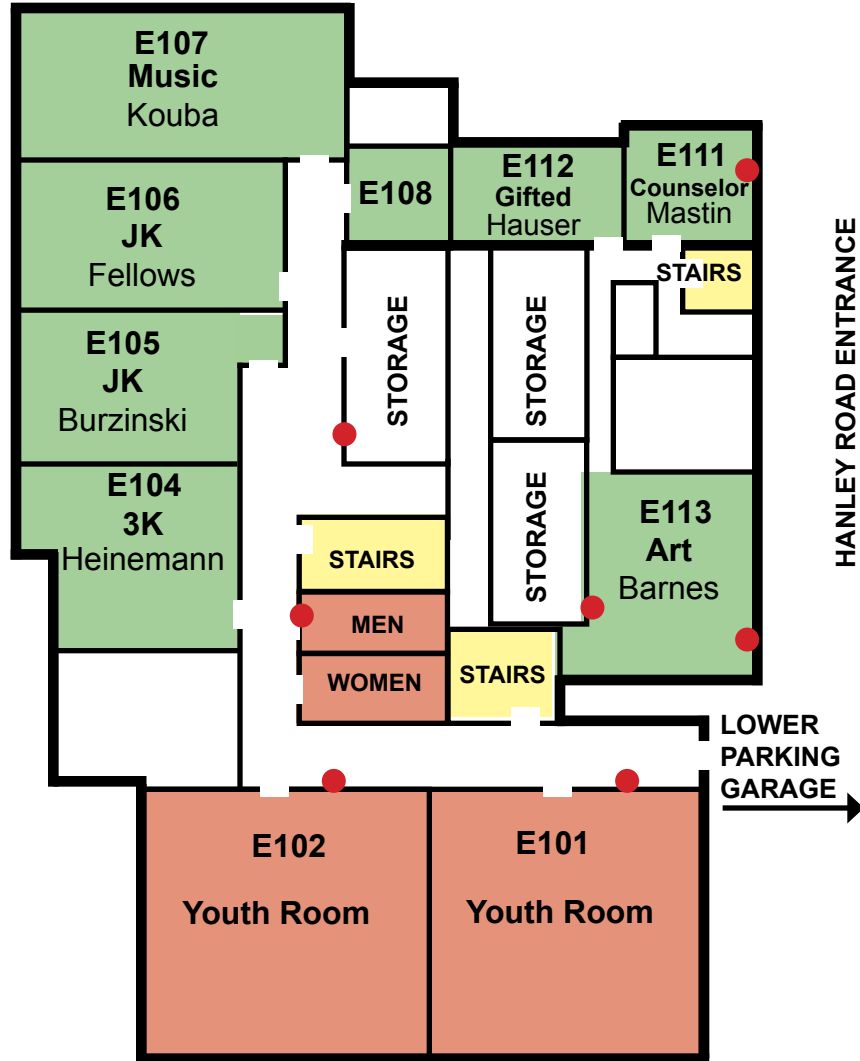 E107
Music
Kouba
E108
E112
Gifted
Hauser
E111
Counselor
Mastin
E106
JK
Fellows
STAIRS
STORAGE
STORAGE
HANLEY ROAD ENTRANCE
E105
JK
Burzinski
E104
3K
Heinemann
STORAGE
E113
Art
Barnes
STAIRS
MEN
WOMEN
STAIRS
LOWER
PARKING
GARAGE
E102
Youth Room
E101
Youth Room